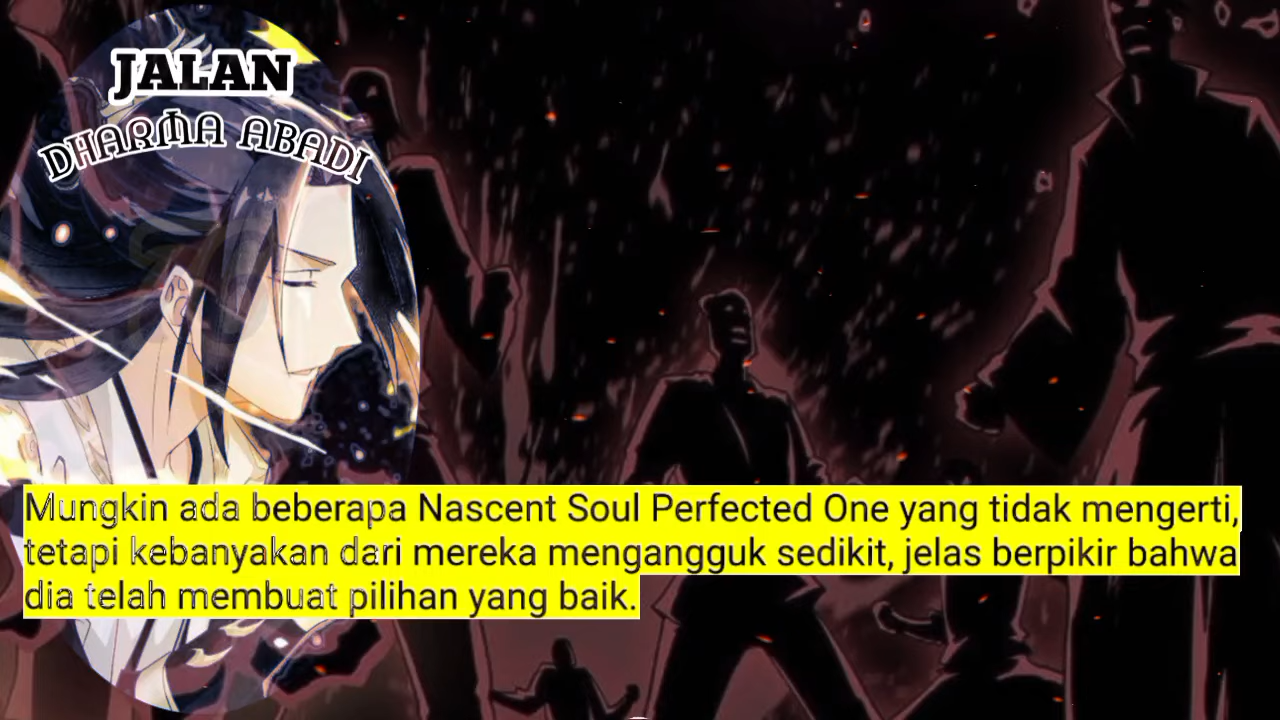 JALAN
DHARMA ABADI
Mungkin ada beberapa Nascent Soul Perfected One yang tidak mengerti,
tetapi kebanyakan dari mereka mengangguk sedikit, jelas berpikir bahwa
dia telah membuat pilihan yang baik.